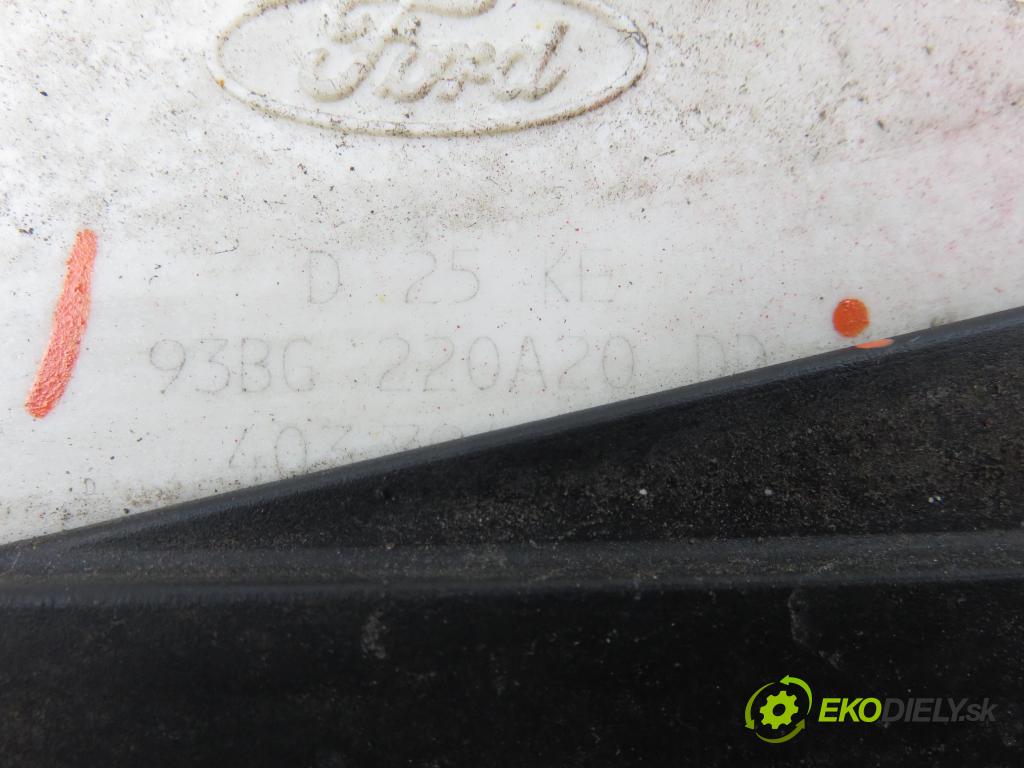 Ford
D 25 KE
93BG 220A20
EKODIELY.sk